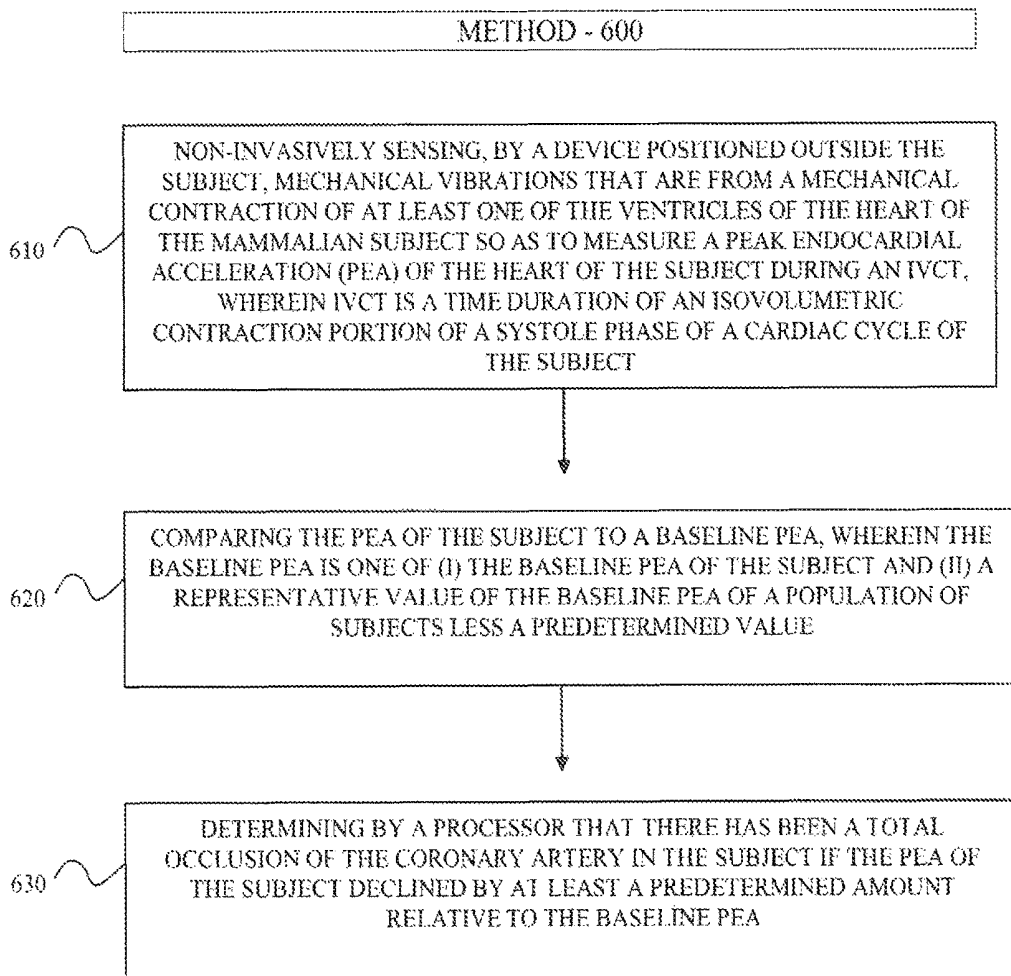 METHOD - 600
NON-INVASIVELY SENSING, BY A DEVICE POSITIONED OUTSIDE THE
SUBJECT, MECHANICAL VIBRATIONS THAT ARE FROM A MECHANICAL
CONTRACTION OF AT LEAST ONE OF THE VENTRICLES OF THE HEART OF
THE MAMMALIAN SUBJECT SO AS TO MEASURE A PEAK ENDOCARDIAL
ACCELERATION (PEA) OF THE HEART OF THE SUBJECT DURING AN IVCT,
WHEREIN IVCT IS A TIME DURATION OF AN ISOVOLUMETRIC
CONTRACTION PORTION OF A SYSTOLE PHASE OF A CARDIAC CYCLE OF
THE SUBJECT
610
COMPARING THE PEA OF THE SUBJECT TO A BASELINE PEA, WHEREIN THE
BASELINE PEA IS ONE OF (I) THE BASELINE PEA OF THE SUBJECT AND (II) A
REPRESENTATIVE VALUE OF THE BASELINE PEA OF A POPULATION OF
SUBJECTS LESS A PREDETERMINED VALUE
620
DETERMINING BY A PROCESSOR THAT THERE HAS BEEN A TOTAL
OCCLUSION OF THE CORONARY ARTERY IN THE SUBJECT IF THE PEA OF
THE SUBJECT DECLINED BY AT LEAST A PREDETERMINED AMOUNT
RELATIVE TO THE BASELINE PEA
630